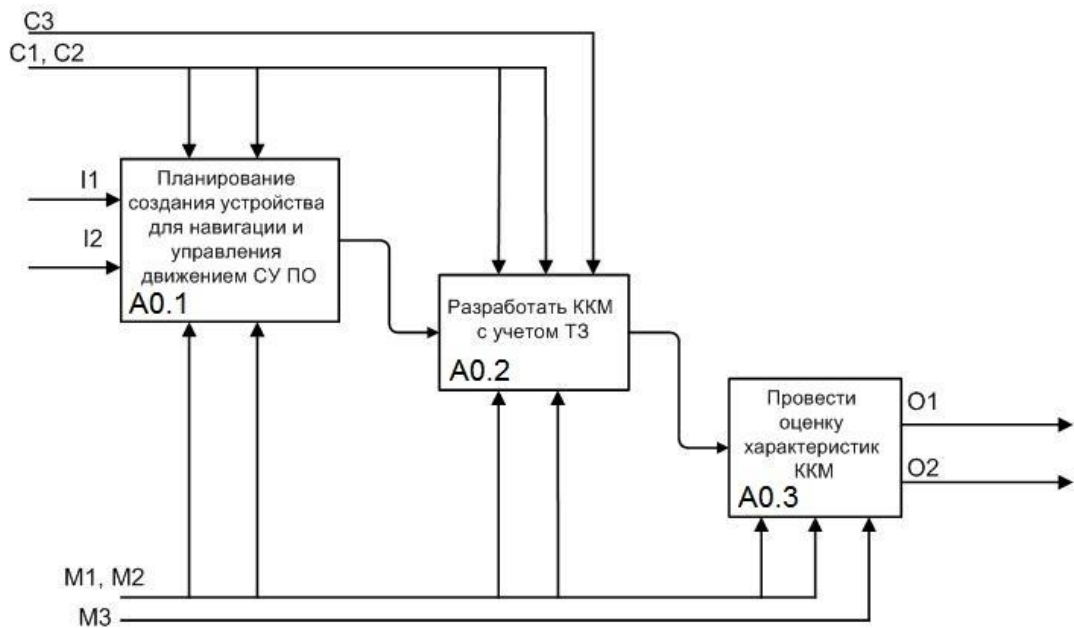 C3
C1, C2
I1
I2
Планирование
создания устройства
для навигации и
управления
движением СУ ПО
A0.1
Разработать ККМ
с учетом ТЗ
A0.2
Провести
оценку
характеристик
ККМ
A0.3
O1
O2
M1, M2
M3